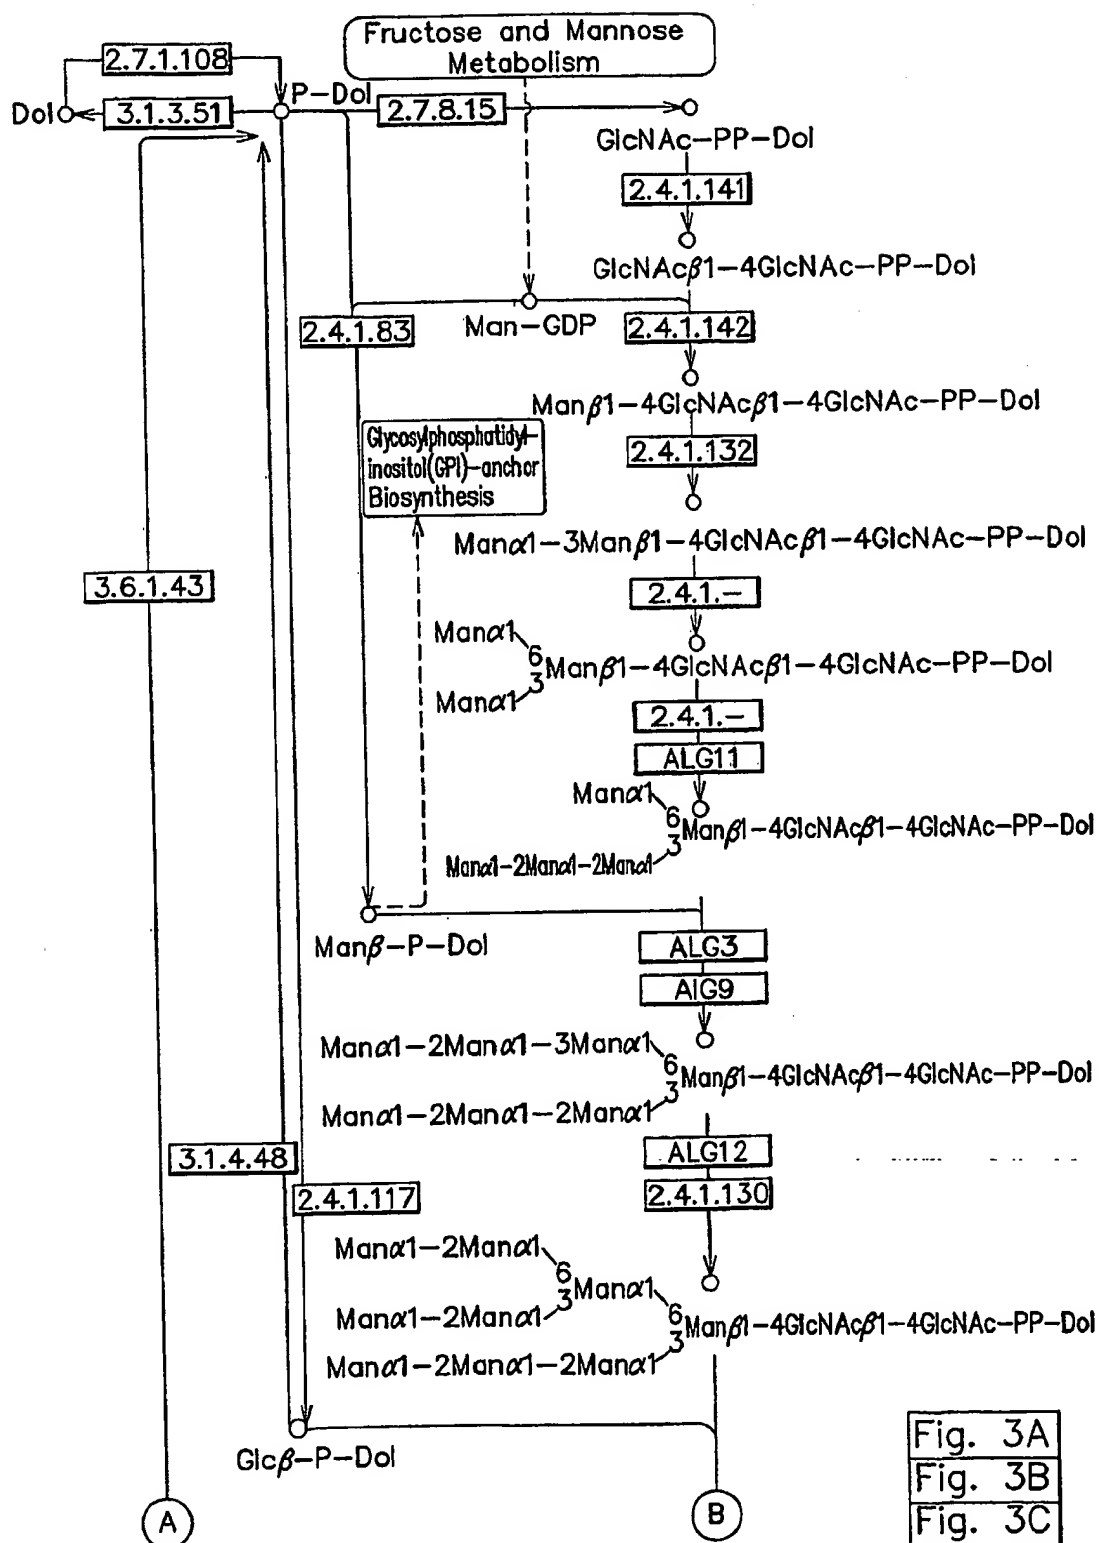 Fructose and Mannose
Metabolism
2.7.1.108
Dol
3.1.3.51
P-Dol
2.7.8.15
GlcNAc-PP-Dol
2.4.1.141
GlcNAcβ1-4GlcNAc-PP-Dol
Man-GDP
2.4.1.83
2.4.1.142
Manβ1-4GlcNAcβ1-4GlcNAc-PP-Dol
Glycosylphosphatidyl-
inositol(GPI)-anchor
Biosynthesis
2.4.1.132
Manα1-3Manβ1-4GlcNAcβ1-4GlcNAc-PP-Dol
3.6.1.43
2.4.1.-
Manα1
6
3
Manβ1-4GlcNAcβ1-4GlcNAc-PP-Dol
Manα1
2.4.1.-
ALG11
Manα1
6
3
Manβ1-4GlcNAcβ1-4GlcNAc-PP-Dol
Manα1-2Manα1-2Manα1
Manβ-P-Dol
ALG3
AlG9
Manα1-2Manα1-3Manα1
6
3
Manβ1-4GlcNAcβ1-4GlcNAc-PP-Dol
Manα1-2Manα1-2Manα1
3.1.4.48
ALG12
2.4.1.117
2.4.1.130
Manα1-2Manα1
6
3
Manα1
Manα1-2Manα1
6
3
Manβ1-4GlcNAcβ1-4GlcNAc-PP-Dol
Manα1-2Manα1-2Manα1
Glcβ-P-Dol
A
B
Fig. 3A
Fig. 3B
Fig. 3C